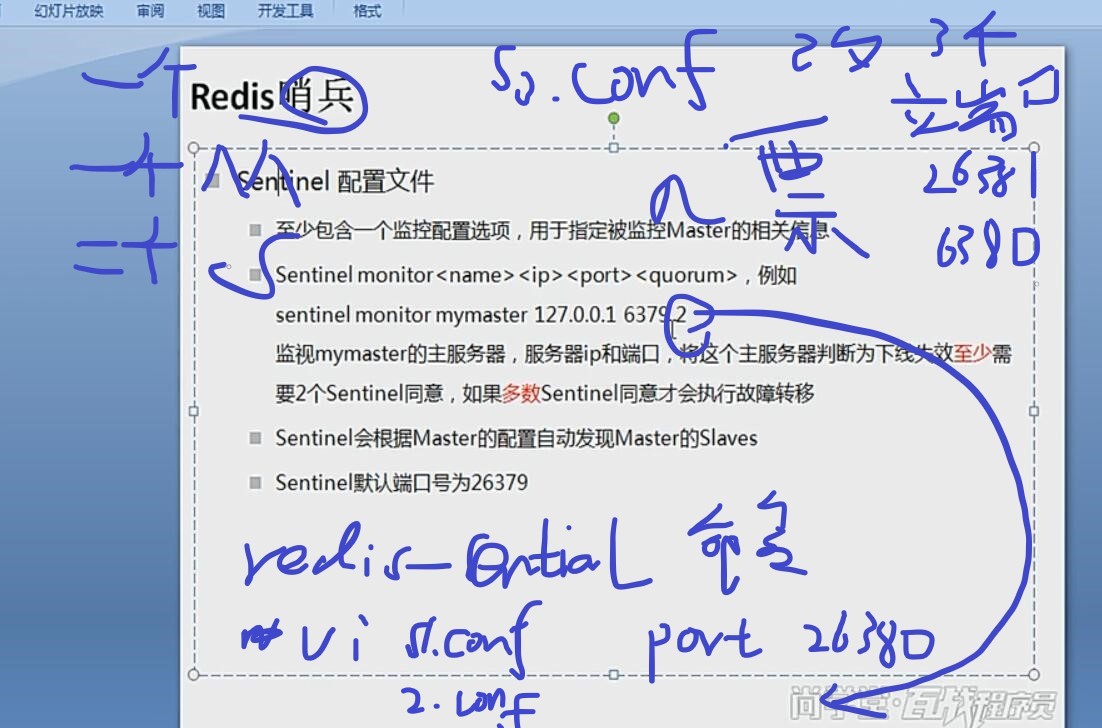 幻灯片放映 审阅 视图 开发工具 格式
Redis哨兵
Sentinel 配置文件
至少包含一个监控配置选项，用于指定被监控Master的相关信息
Sentinel monitor<name><ip><port><quorum>，例如
sentinel monitor mymaster 127.0.0.1 6379 2
监视mymaster的主服务器，服务器ip和端口，将这个主服务器判断为下线失效至少需
要2个Sentinel同意，如果多数Sentinel同意才会执行故障转移
Sentinel会根据Master的配置自动发现Master的Slaves
Sentinel默认端口号为26379
一个
S.conf
3个
端口
票
26381
6380
redis-sential 命令
vi s1.conf port 26380
2.conf
尚学堂·百战程序员